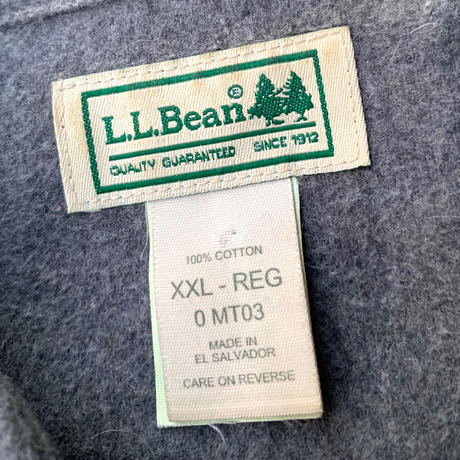 L.L.Bean®
QUALITY GUARANTEED SINCE 1912
100% COTTON
XXL - REG
0 MT03
MADE IN
EL SALVADOR
CARE ON REVERSE